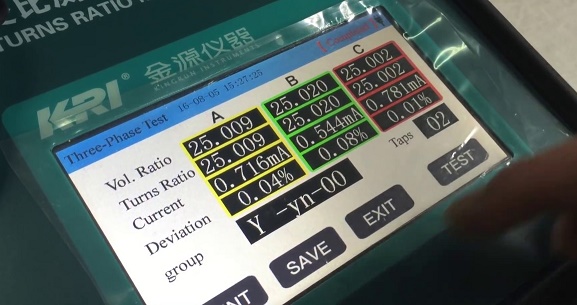 TURNS RATIO
KRI®
金源仪器
KINGRUN INSTRUMENTS
Three-Phase Test 16-08-05 15:27:25
A B C
Vol. Ratio 25.009 25.020 25.002
Turns Ratio 25.009 25.020 25.002
Current 0.716mA 0.544mA 0.781mA
Deviation 0.04% 0.08% 0.01%
group Y -yn-00 Taps 02
SAVE EXIT TEST